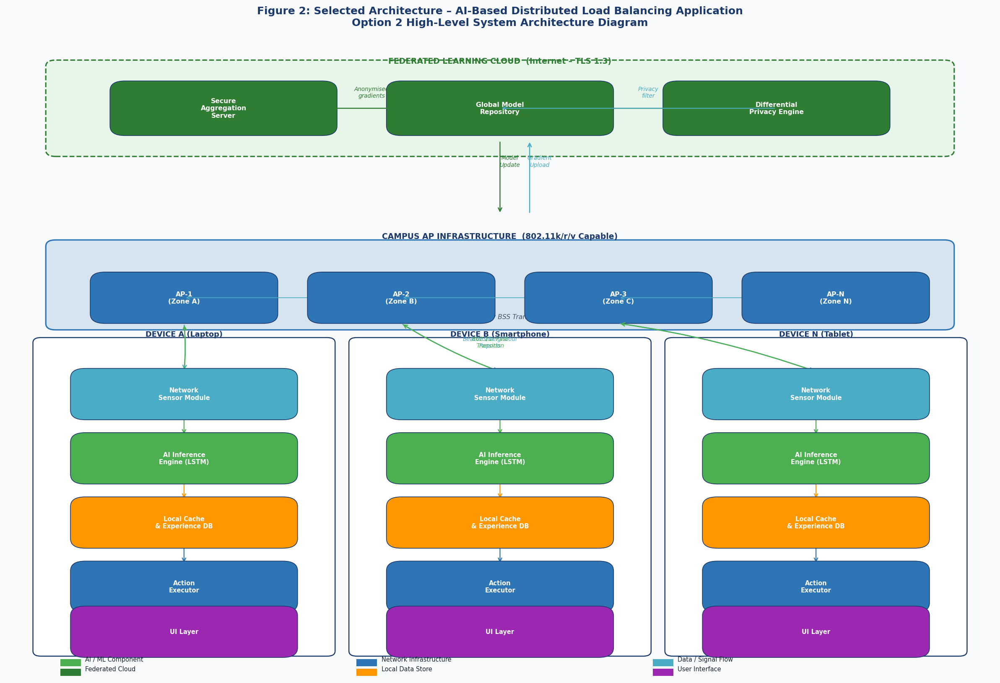 Figure 2: Selected Architecture – AI-Based Distributed Load Balancing Application
Option 2 High-Level System Architecture Diagram
FEDERATED LEARNING CLOUD (Internet – TLS 1.3)
Secure
Aggregation
Server
Anonymised
gradients
Global Model
Repository
Privacy
filter
Differential
Privacy Engine
Model
Update
Gradient
Upload
CAMPUS AP INFRASTRUCTURE (802.11k/r/v Capable)
AP-1
(Zone A)
AP-2
(Zone B)
AP-3
(Zone C)
AP-N
(Zone N)
BSS
DEVICE A (Laptop)
DEVICE B (Smartphone)
DEVICE N (Tablet)
Transition
Network
Sensor Module
Network
Sensor Module
Network
Sensor Module
AI Inference
Engine (LSTM)
AI Inference
Engine (LSTM)
AI Inference
Engine (LSTM)
Local Cache
& Experience DB
Local Cache
& Experience DB
Local Cache
& Experience DB
Action
Executor
Action
Executor
Action
Executor
UI Layer
UI Layer
UI Layer
AI / ML Component
Network Infrastructure
Data / Signal Flow
Federated Cloud
Local Data Store
User Interface